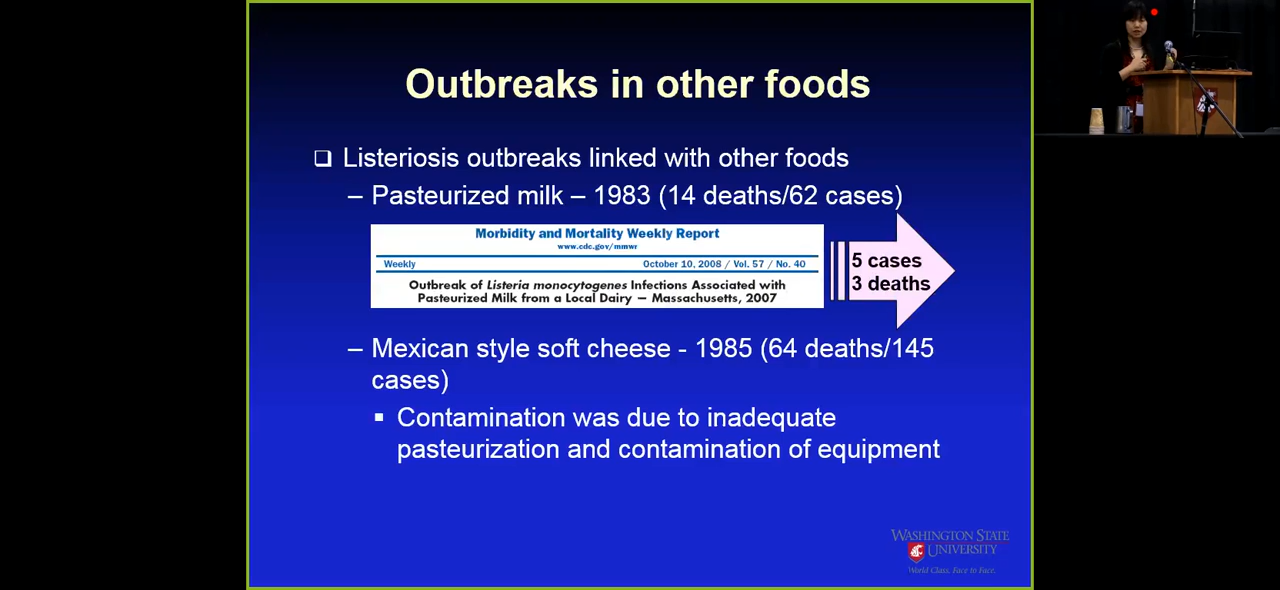 Outbreaks in other foods
❑ Listeriosis outbreaks linked with other foods
– Pasteurized milk – 1983 (14 deaths/62 cases)
Morbidity and Mortality Weekly Report
www.cdc.gov/mmwr
Weekly October 10, 2008 / Vol. 57 / No. 40
Outbreak of Listeria monocytogenes Infections Associated with
Pasteurized Milk from a Local Dairy — Massachusetts, 2007
5 cases
3 deaths
– Mexican style soft cheese - 1985 (64 deaths/145
cases)
▪ Contamination was due to inadequate
pasteurization and contamination of equipment
WASHINGTON STATE
UNIVERSITY
World Class. Face to Face.